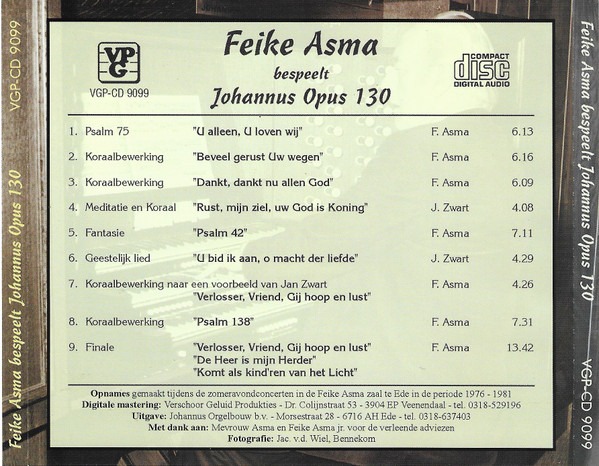 VPG
VGP-CD 9099
Feike Asma
bespeelt
Johannus Opus 130
COMPACT
disc
DIGITAL AUDIO
1. Psalm 75 "U alleen, U loven wij" F. Asma 6.13
2. Koraalbewerking "Beveel gerust Uw wegen" F. Asma 6.16
3. Koraalbewerking "Dankt, dankt nu allen God" F. Asma 6.09
4. Meditatie en Koraal "Rust, mijn ziel, uw God is Koning" J. Zwart 4.08
5. Fantasie "Psalm 42" F. Asma 7.11
6. Geestelijk lied "U bid ik aan, o macht der liefde" J. Zwart 4.29
7. Koraalbewerking naar een voorbeeld van Jan Zwart F. Asma 4.26
"Verlosser, Vriend, Gij hoop en lust"
8. Koraalbewerking "Psalm 138" F. Asma 7.31
9. Finale "Verlosser, Vriend, Gij hoop en lust" F. Asma 13.42
"De Heer is mijn Herder"
"Komt als kind'ren van het Licht"
Opnames gemaakt tijdens de zomeravondconcerten in de Feike Asma zaal te Ede in de periode 1976 - 1981
Digitale mastering: Verschoor Geluid Produkties - Dr. Colijnstraat 53 - 3904 EP Veenendaal - tel. 0318-529196
Uitgave: Johannus Orgelbouw b.v. - Morsestraat 28 - 6716 AH Ede - tel. 0318-637403
Met dank aan: Mevrouw Asma en Feike Asma jr. voor de verleende adviezen
Fotografie: Jac. v.d. Wiel, Bennekom
Feike Asma bespeelt Johannus Opus 130 VGP-CD 9099
Feike Asma bespeelt Johannus Opus 130 VGP-CD 9099